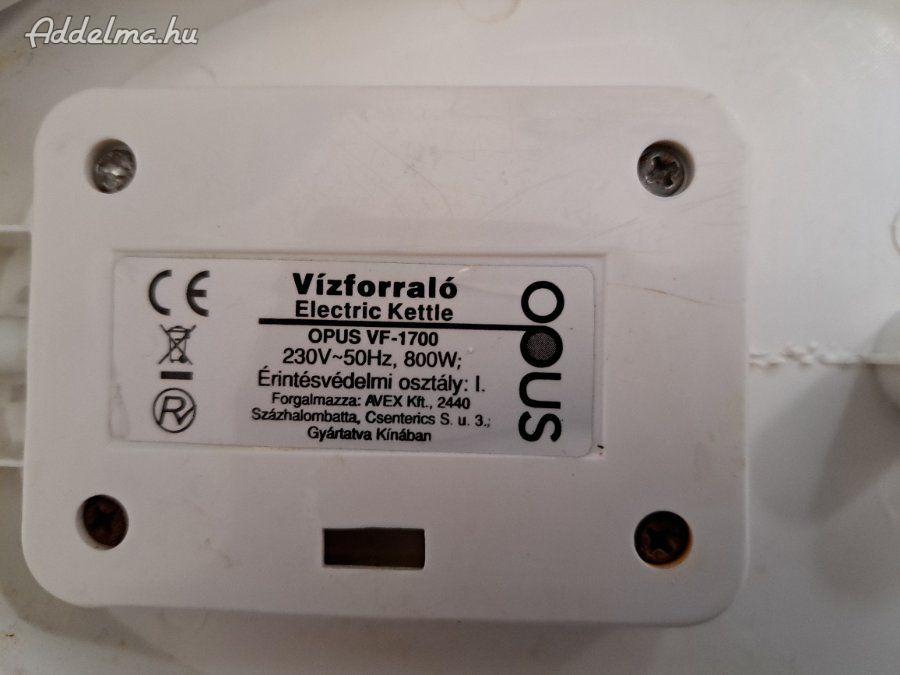 Addelma.hu
CE
Vízforraló
Electric Kettle
OPUS VF-1700
230V~50Hz, 800W;
Érintésvédelmi osztály: I.
Forgalmazza: AVEX Kft., 2440
Százhalombatta, Csenterics S. u. 3.;
Gyártatva Kínában
R
OPUS